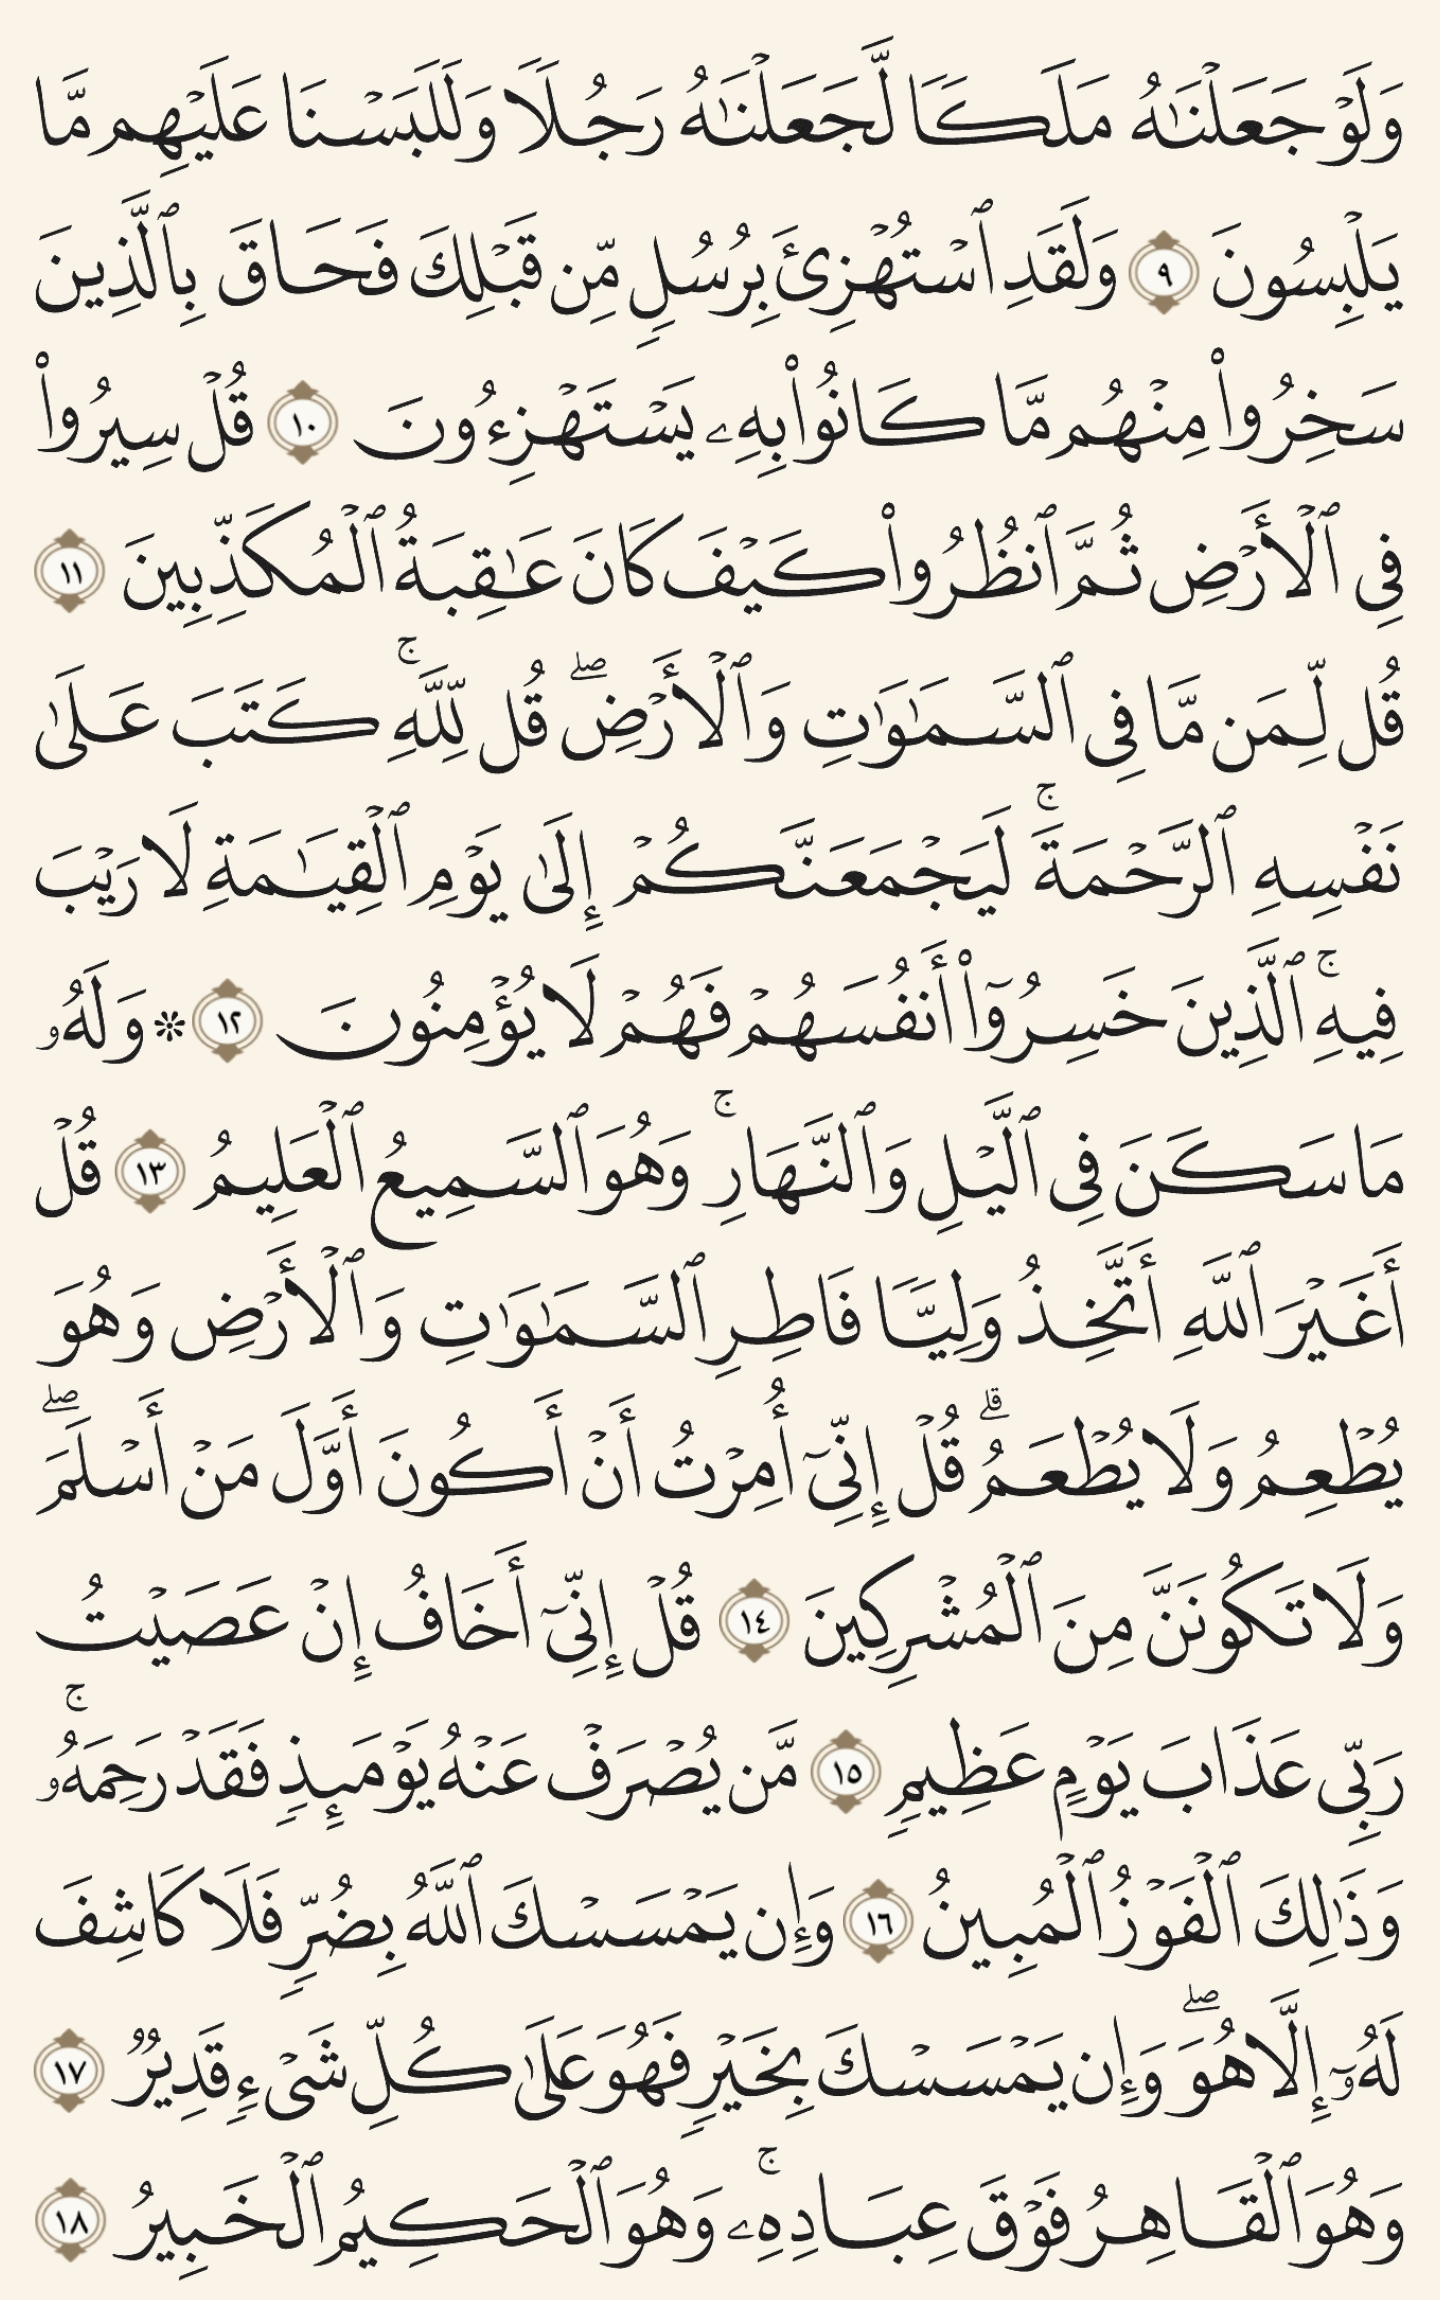 وَلَوۡ جَعَلۡنَٰهُ مَلَكٗا لَّجَعَلۡنَٰهُ رَجُلٗا وَلَلَبَسۡنَا عَلَيۡهِم مَّا
يَلۡبِسُونَ ٩ وَلَقَدِ ٱسۡتُهۡزِئَ بِرُسُلٖ مِّن قَبۡلِكَ فَحَاقَ بِٱلَّذِينَ
سَخِرُواْ مِنۡهُم مَّا كَانُواْ بِهِۦ يَسۡتَهۡزِءُونَ ١٠ قُلۡ سِيرُواْ
فِي ٱلۡأَرۡضِ ثُمَّ ٱنظُرُواْ كَيۡفَ كَانَ عَٰقِبَةُ ٱلۡمُكَذِّبِينَ ١١
قُل لِّمَن مَّا فِي ٱلسَّمَٰوَٰتِ وَٱلۡأَرۡضِۖ قُل لِّلَّهِۚ كَتَبَ عَلَىٰ
نَفۡسِهِ ٱلرَّحۡمَةَۚ لَيَجۡمَعَنَّكُمۡ إِلَىٰ يَوۡمِ ٱلۡقِيَٰمَةِ لَا رَيۡبَ
فِيهِۚ ٱلَّذِينَ خَسِرُوٓاْ أَنفُسَهُمۡ فَهُمۡ لَا يُؤۡمِنُونَ ١٢ ۞ وَلَهُۥ
مَا سَكَنَ فِي ٱلَّيۡلِ وَٱلنَّهَارِۚ وَهُوَ ٱلسَّمِيعُ ٱلۡعَلِيمُ ١٣ قُلۡ
أَغَيۡرَ ٱللَّهِ أَتَّخِذُ وَلِيّٗا فَاطِرِ ٱلسَّمَٰوَٰتِ وَٱلۡأَرۡضِ وَهُوَ
يُطۡعِمُ وَلَا يُطۡعَمُۗ قُلۡ إِنِّيٓ أُمِرۡتُ أَنۡ أَكُونَ أَوَّلَ مَنۡ أَسۡلَمَۖ
وَلَا تَكُونَنَّ مِنَ ٱلۡمُشۡرِكِينَ ١٤ قُلۡ إِنِّيٓ أَخَافُ إِنۡ عَصَيۡتُ
رَبِّي عَذَابَ يَوۡمٍ عَظِيمٖ ١٥ مَّن يُصۡرَفۡ عَنۡهُ يَوۡمَئِذٖ فَقَدۡ رَحِمَهُۥۚ
وَذَٰلِكَ ٱلۡفَوۡزُ ٱلۡمُبِينُ ١٦ وَإِن يَمۡسَسۡكَ ٱللَّهُ بِضُرّٖ فَلَا كَاشِفَ
لَهُۥٓ إِلَّا هُوَۖ وَإِن يَمۡسَسۡكَ بِخَيۡرٖ فَهُوَ عَلَىٰ كُلِّ شَيۡءٖ قَدِيرٞ ١٧
وَهُوَ ٱلۡقَاهِرُ فَوۡقَ عِبَادِهِۦۚ وَهُوَ ٱلۡحَكِيمُ ٱلۡخَبِيرُ ١٨